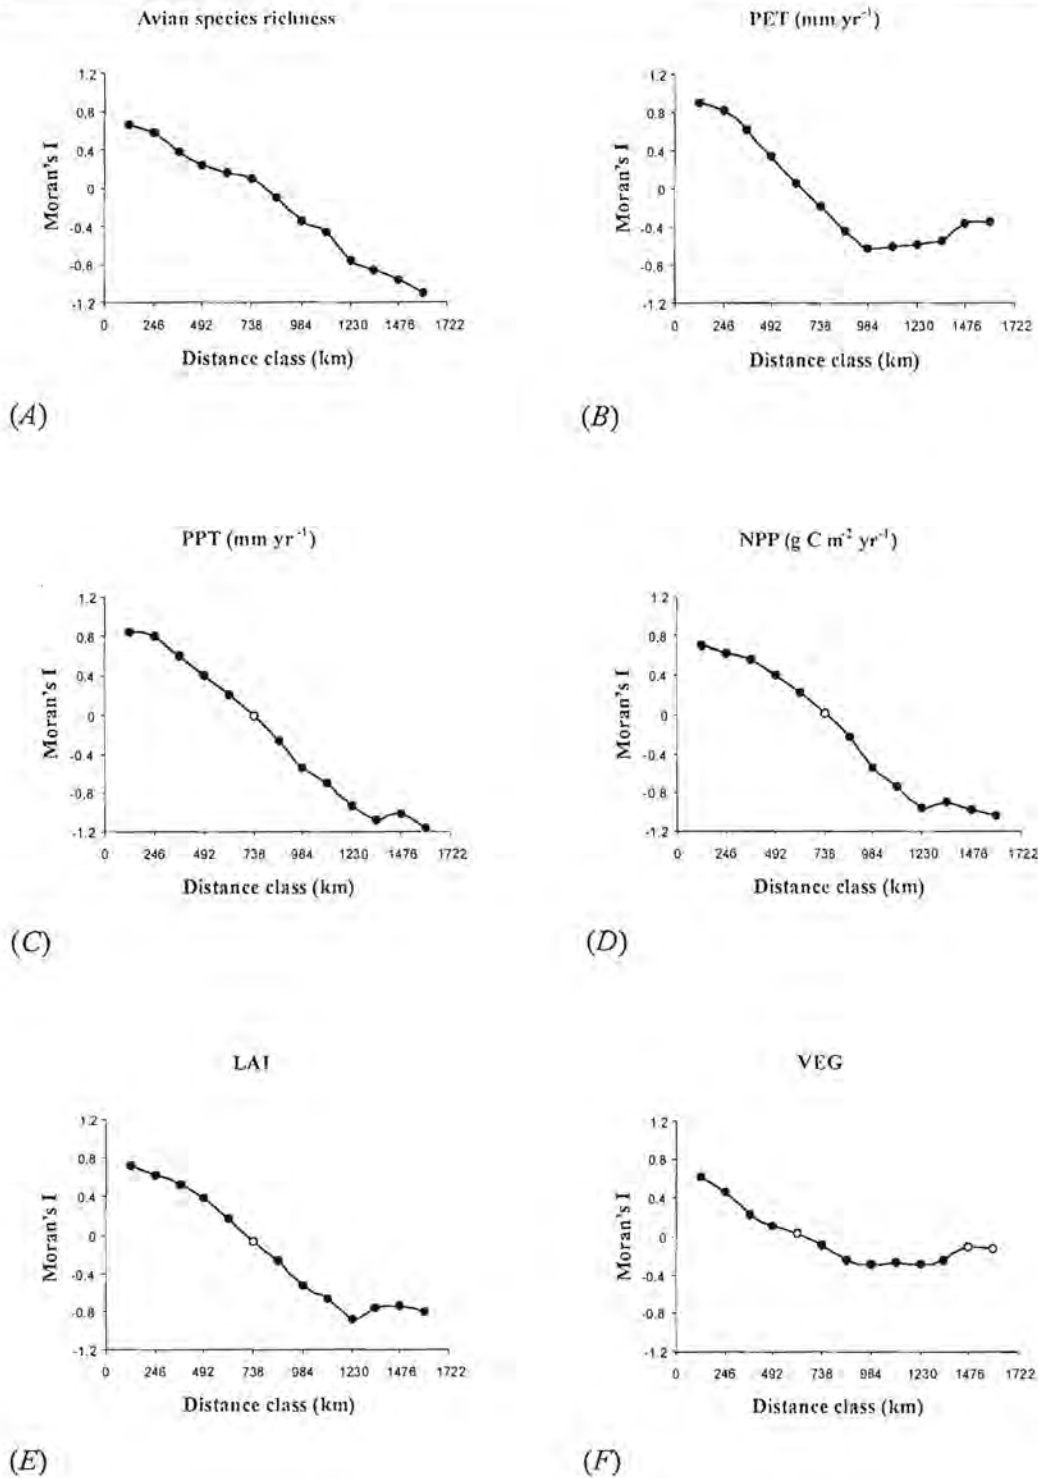 Avian species richness
PET (mm yr⁻¹)
Moran's I
1.2
0.8
0.4
0
-0.4
-0.8
-1.2
0 246 492 738 984 1230 1476 1722
Distance class (km)
Moran's I
1.2
0.8
0.4
0
-0.4
-0.8
-1.2
0 246 492 738 984 1230 1476 1722
Distance class (km)
(A)
(B)
PPT (mm yr⁻¹)
NPP (g C m⁻² yr⁻¹)
Moran's I
1.2
0.8
0.4
0
-0.4
-0.8
-1.2
0 246 492 738 984 1230 1476 1722
Distance class (km)
Moran's I
1.2
0.8
0.4
0
-0.4
-0.8
-1.2
0 246 492 738 984 1230 1476 1722
Distance class (km)
(C)
(D)
LAI
VEG
Moran's I
1.2
0.8
0.4
0
-0.4
-0.8
-1.2
0 246 492 738 984 1230 1476 1722
Distance class (km)
Moran's I
1.2
0.8
0.4
0
-0.4
-0.8
-1.2
0 246 492 738 984 1230 1476 1722
Distance class (km)
(E)
(F)